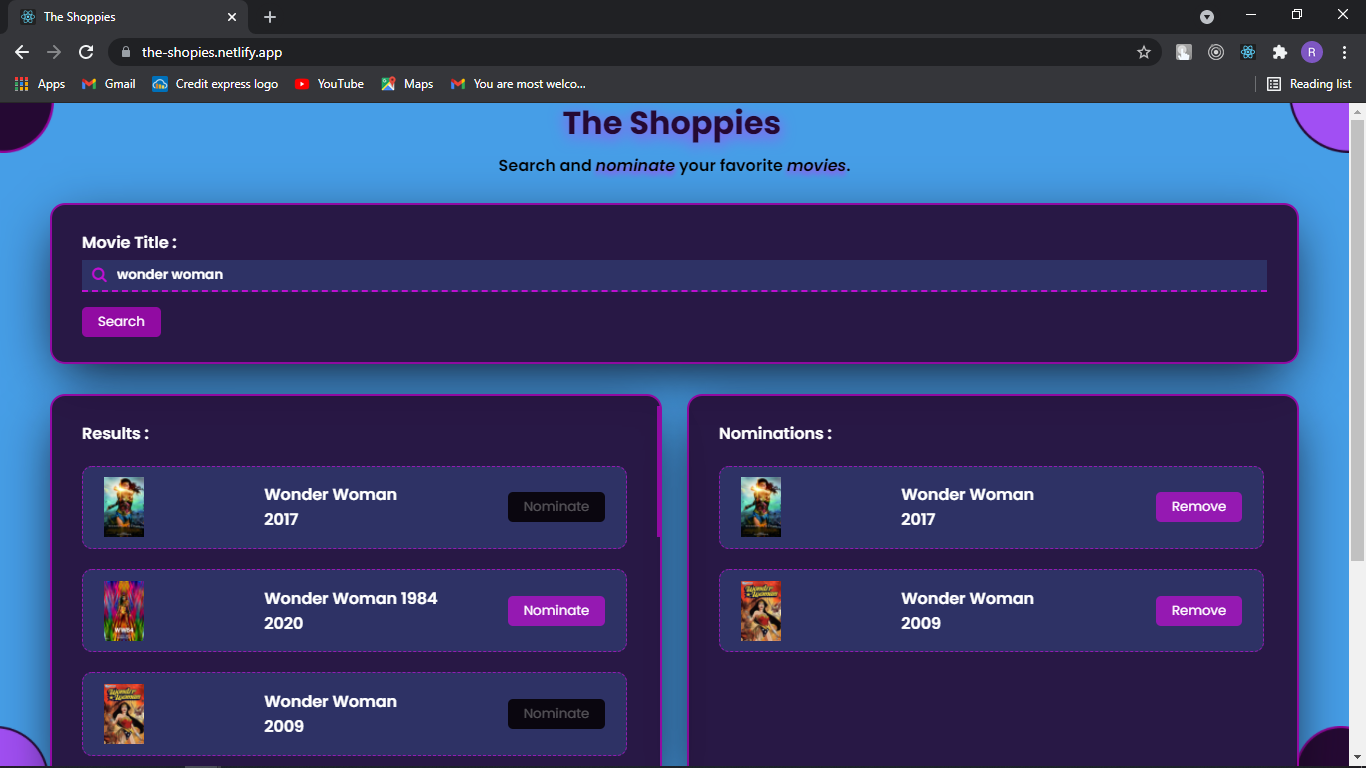 The Shoppies
the-shopies.netlify.app
R
Apps
Gmail
Credit express logo
YouTube
Maps
You are most welco...
Reading list
The Shoppies
Search and nominate your favorite movies.
Movie Title :
wonder woman
Search
Results :
Wonder Woman
2017
Nominate
Wonder Woman 1984
2020
Nominate
Wonder Woman
2009
Nominate
Nominations :
Wonder Woman
2017
Remove
Wonder Woman
2009
Remove